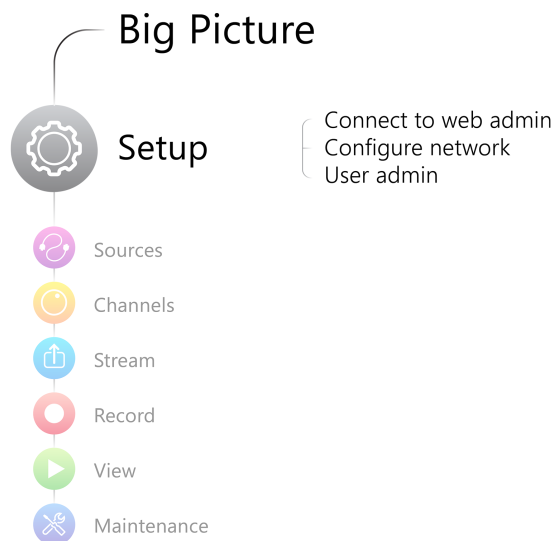 Big Picture
Setup
Connect to web admin
Configure network
User admin
Sources
Channels
Stream
Record
View
Maintenance